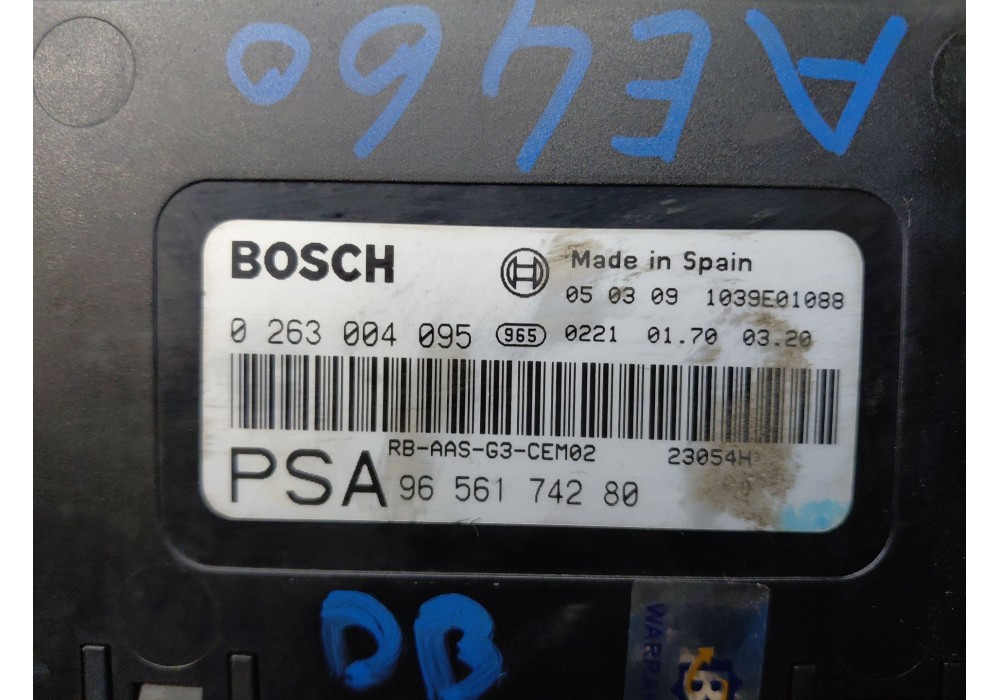 AE460
BOSCH
Made in Spain
05 03 09 1039E01088
0 263 004 095 965 0221 01.70 03.20
RB-AAS-G3-CEM02 23054H
PSA 96 561 742 80
DB